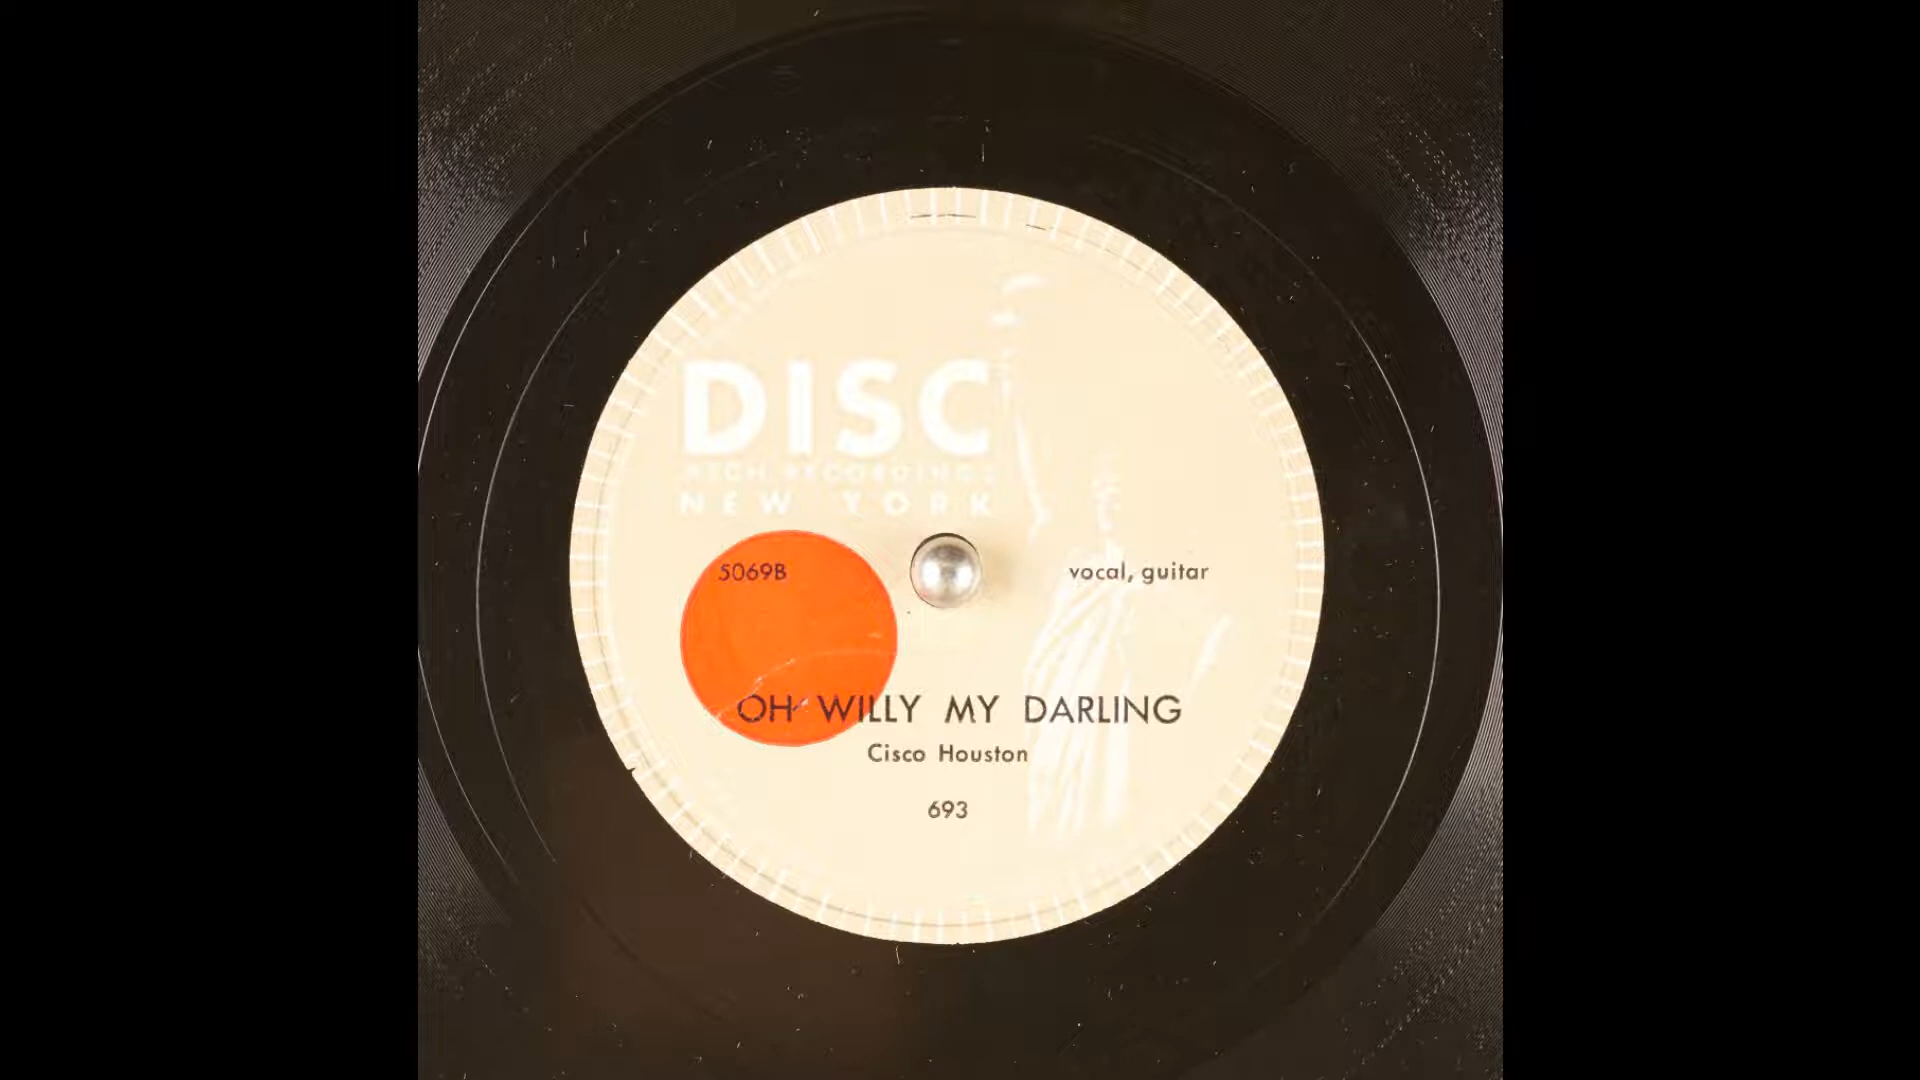 DISC
NEW YORK
5069B
vocal, guitar
OH WILLY MY DARLING
Cisco Houston
693